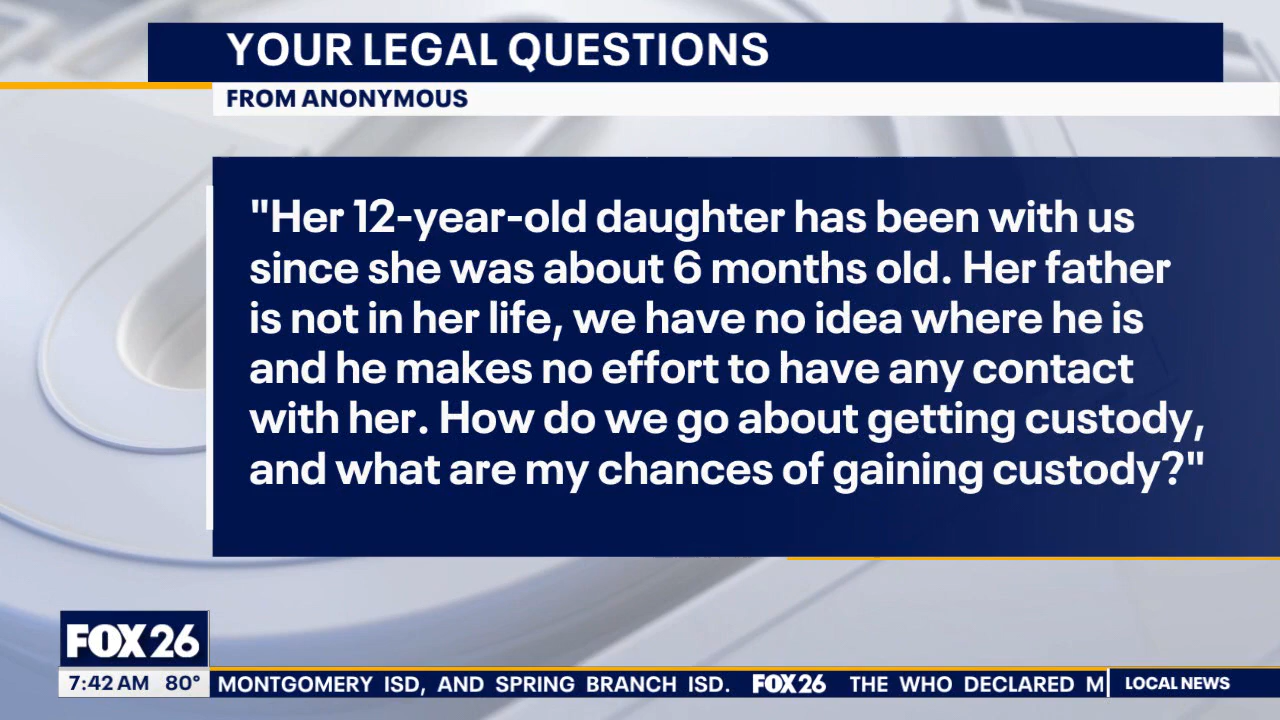 YOUR LEGAL QUESTIONS
FROM ANONYMOUS
"Her 12-year-old daughter has been with us
since she was about 6 months old. Her father
is not in her life, we have no idea where he is
and he makes no effort to have any contact
with her. How do we go about getting custody,
and what are my chances of gaining custody?"
FOX 26
7:42 AM 80°
MONTGOMERY ISD, AND SPRING BRANCH ISD. FOX 26 THE WHO DECLARED M
LOCAL NEWS